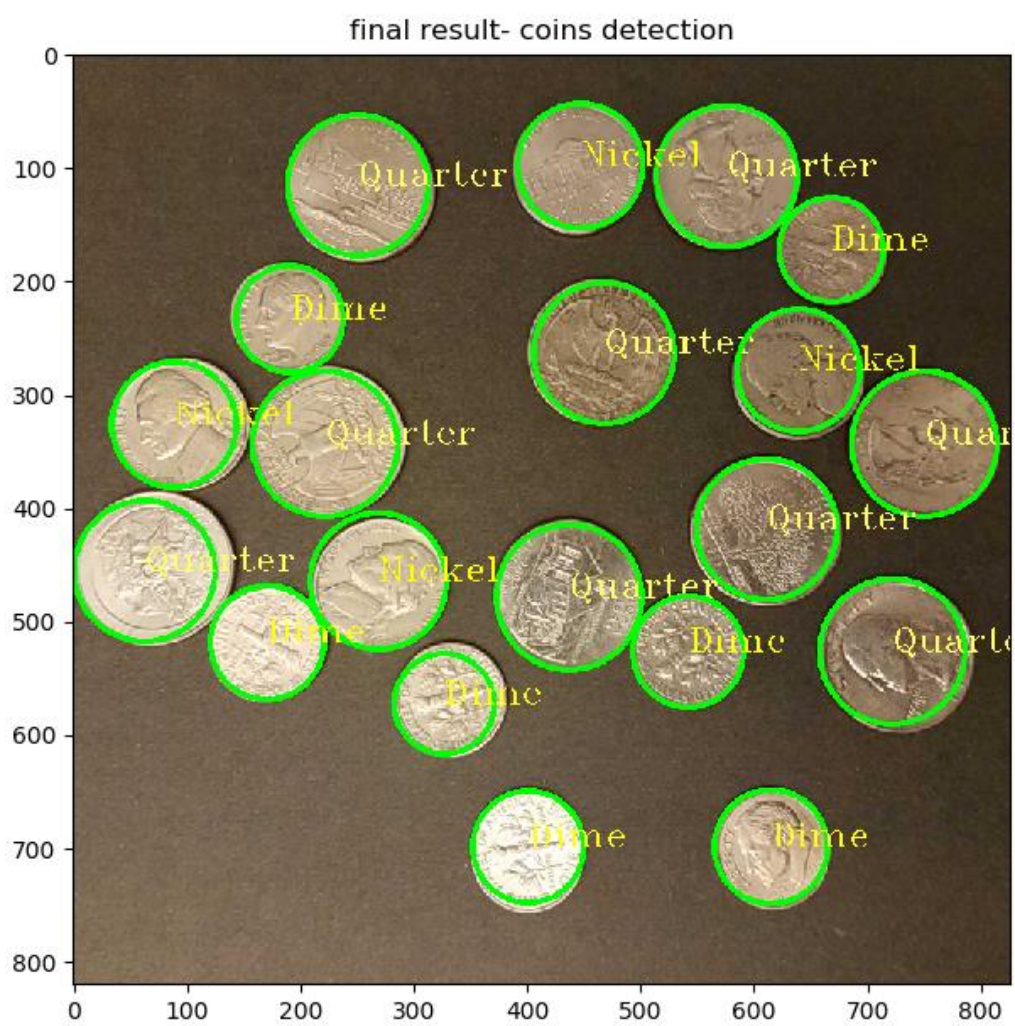 final result- coins detection
0
100
200
300
400
500
600
700
800
Nickel
Quarter
Quarter
Dime
Dime
Quarter
Nickel
Nickel
Quarter
Quar
Quarter
Quarter
Nickel
Quarter
Dime
Dime
Quarte
Dime
Dime
Dime
0 100 200 300 400 500 600 700 800